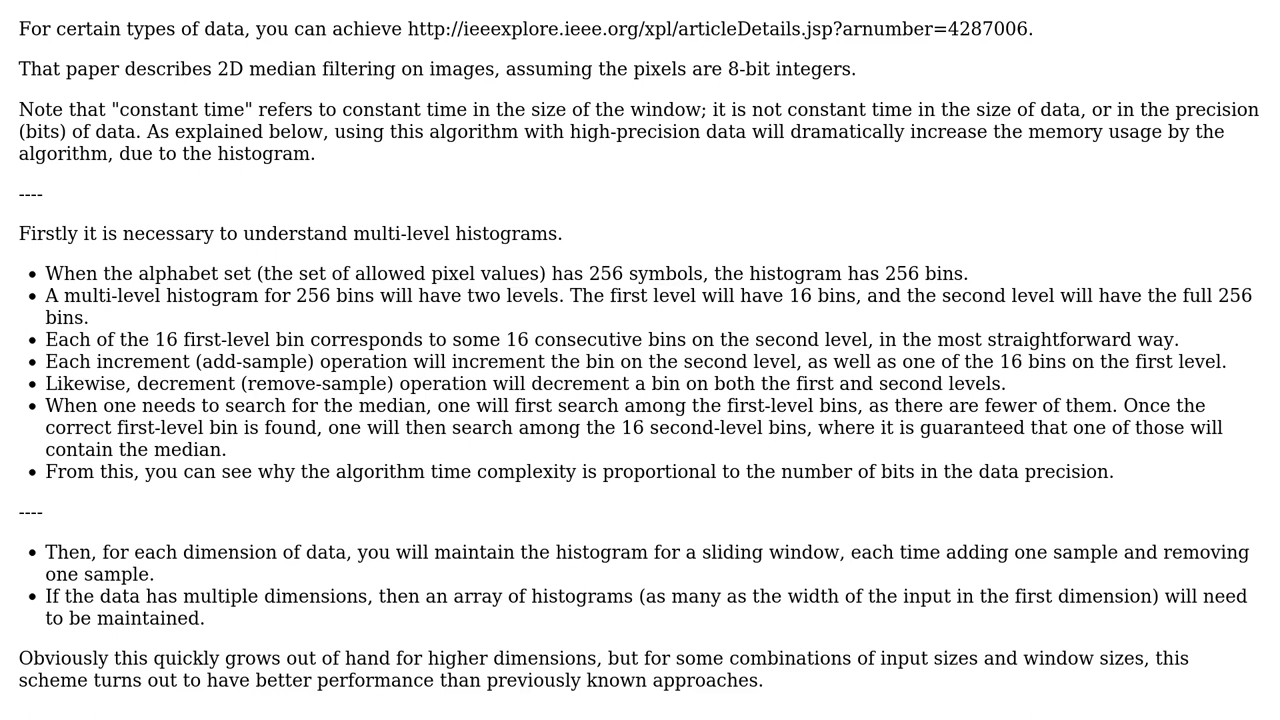 For certain types of data, you can achieve http://ieeexplore.ieee.org/xpl/articleDetails.jsp?arnumber=4287006.
That paper describes 2D median filtering on images, assuming the pixels are 8-bit integers.
Note that "constant time" refers to constant time in the size of the window; it is not constant time in the size of data, or in the precision
(bits) of data. As explained below, using this algorithm with high-precision data will dramatically increase the memory usage by the
algorithm, due to the histogram.
----
Firstly it is necessary to understand multi-level histograms.
• When the alphabet set (the set of allowed pixel values) has 256 symbols, the histogram has 256 bins.
• A multi-level histogram for 256 bins will have two levels. The first level will have 16 bins, and the second level will have the full 256
bins.
• Each of the 16 first-level bin corresponds to some 16 consecutive bins on the second level, in the most straightforward way.
• Each increment (add-sample) operation will increment the bin on the second level, as well as one of the 16 bins on the first level.
• Likewise, decrement (remove-sample) operation will decrement a bin on both the first and second levels.
• When one needs to search for the median, one will first search among the first-level bins, as there are fewer of them. Once the
correct first-level bin is found, one will then search among the 16 second-level bins, where it is guaranteed that one of those will
contain the median.
• From this, you can see why the algorithm time complexity is proportional to the number of bits in the data precision.
----
• Then, for each dimension of data, you will maintain the histogram for a sliding window, each time adding one sample and removing
one sample.
• If the data has multiple dimensions, then an array of histograms (as many as the width of the input in the first dimension) will need
to be maintained.
Obviously this quickly grows out of hand for higher dimensions, but for some combinations of input sizes and window sizes, this
scheme turns out to have better performance than previously known approaches.